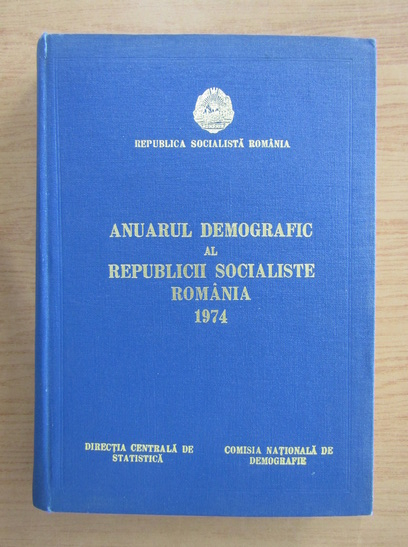 REPUBLICA SOCIALISTĂ ROMÂNIA
ANUARUL DEMOGRAFIC
AL
REPUBLICII SOCIALISTE
ROMÂNIA
1974
DIRECȚIA CENTRALĂ DE
STATISTICĂ
COMISIA NAȚIONALĂ DE
DEMOGRAFIE